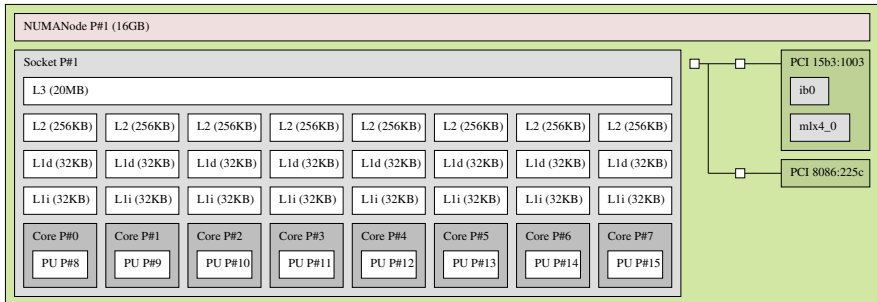 NUMANode P#1 (16GB)
Socket P#1
PCI 15b3:1003
L3 (20MB)
ib0
L2 (256KB) L2 (256KB) L2 (256KB) L2 (256KB) L2 (256KB) L2 (256KB) L2 (256KB) L2 (256KB)
mlx4_0
L1d (32KB) L1d (32KB) L1d (32KB) L1d (32KB) L1d (32KB) L1d (32KB) L1d (32KB) L1d (32KB)
PCI 8086:225c
L1i (32KB) L1i (32KB) L1i (32KB) L1i (32KB) L1i (32KB) L1i (32KB) L1i (32KB) L1i (32KB)
Core P#0 Core P#1 Core P#2 Core P#3 Core P#4 Core P#5 Core P#6 Core P#7
PU P#8 PU P#9 PU P#10 PU P#11 PU P#12 PU P#13 PU P#14 PU P#15